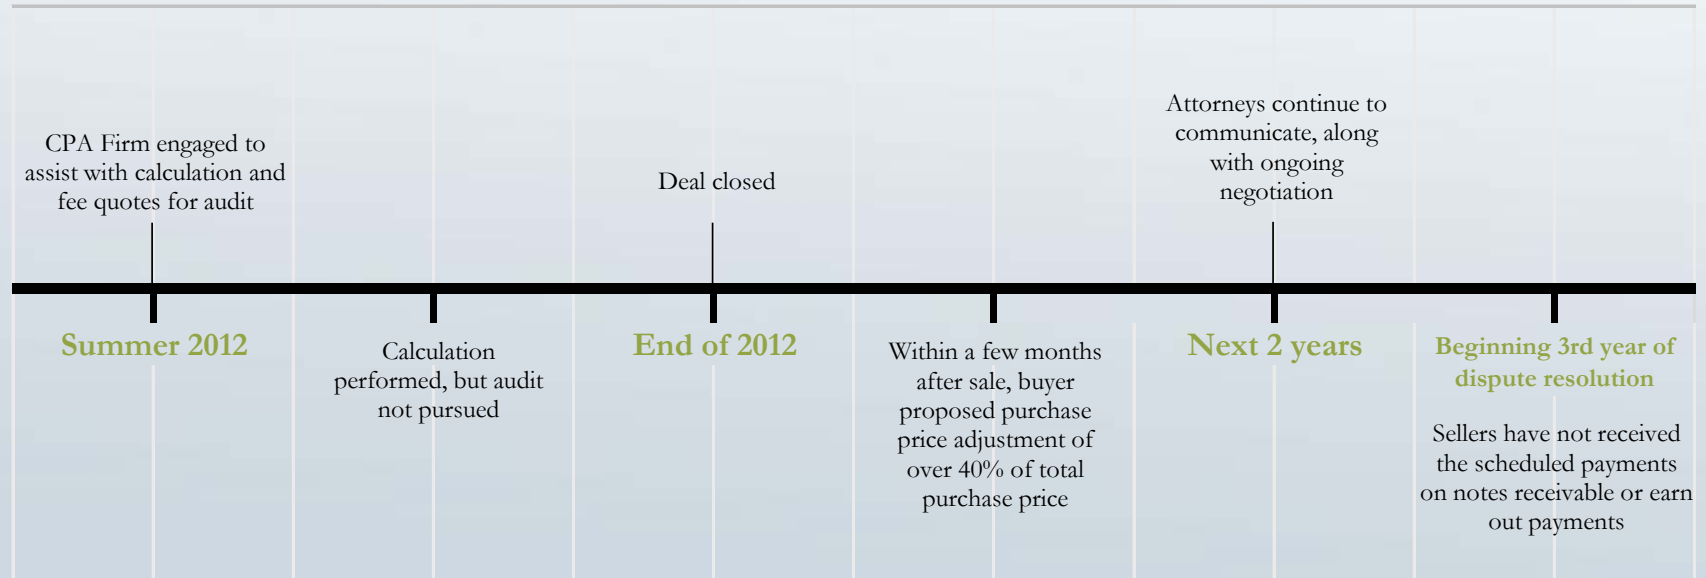 CPA Firm engaged to
assist with calculation and
fee quotes for audit
Summer 2012
Calculation
performed, but audit
not pursued
Deal closed
End of 2012
Within a few months
after sale, buyer
proposed purchase
price adjustment of
over 40% of total
purchase price
Attorneys continue to
communicate, along
with ongoing
negotiation
Next 2 years
Beginning 3rd year of
dispute resolution
Sellers have not received
the scheduled payments
on notes receivable or earn
out payments